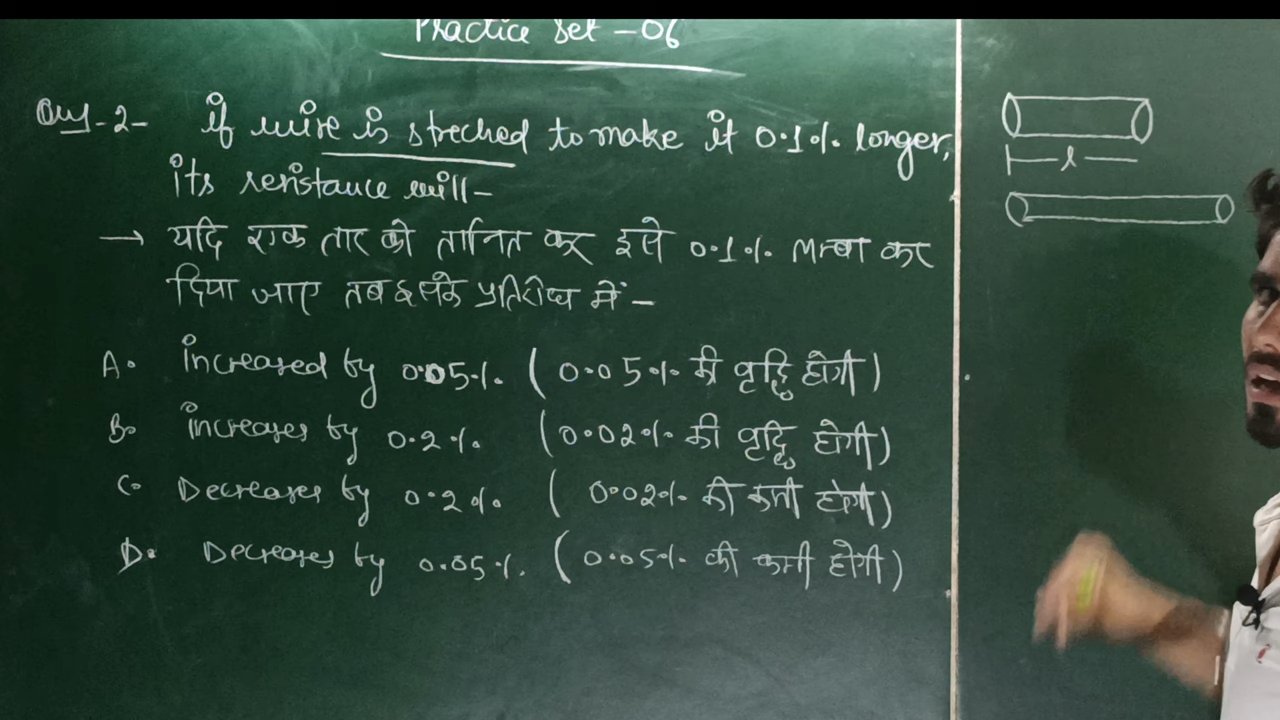 Practice Set - 06
Qus - 2 - if wire is streched to make it 0.1% longer,
its resistance will -
→ यदि एक तार को तानित कर इसे 0.1% लम्बा कर
दिया जाए तब इसके प्रतिरोध में -
A. increased by 0.05% (0.05% की वृद्धि होगी)
B. increases by 0.2% (0.02% की वृद्धि होगी)
C. Decreases by 0.2% (0.02% की कमी होगी)
D. Decreases by 0.05% (0.05% की कमी होगी)
l